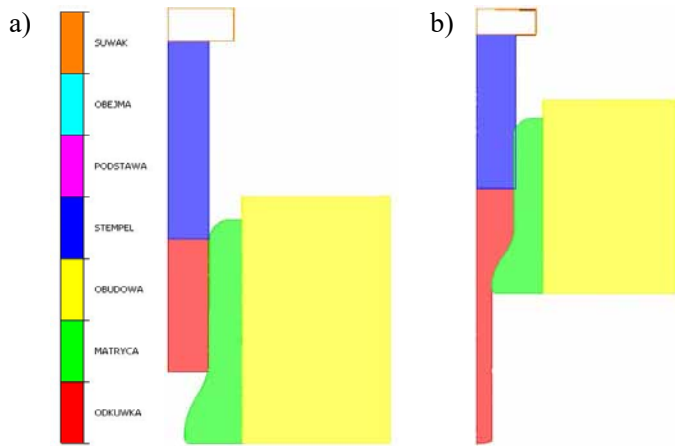 a)
b)
SUWAK
OBEJMA
PODSTAWA
STEMPEL
OBUDOWA
MATRYCA
ODKUWKA